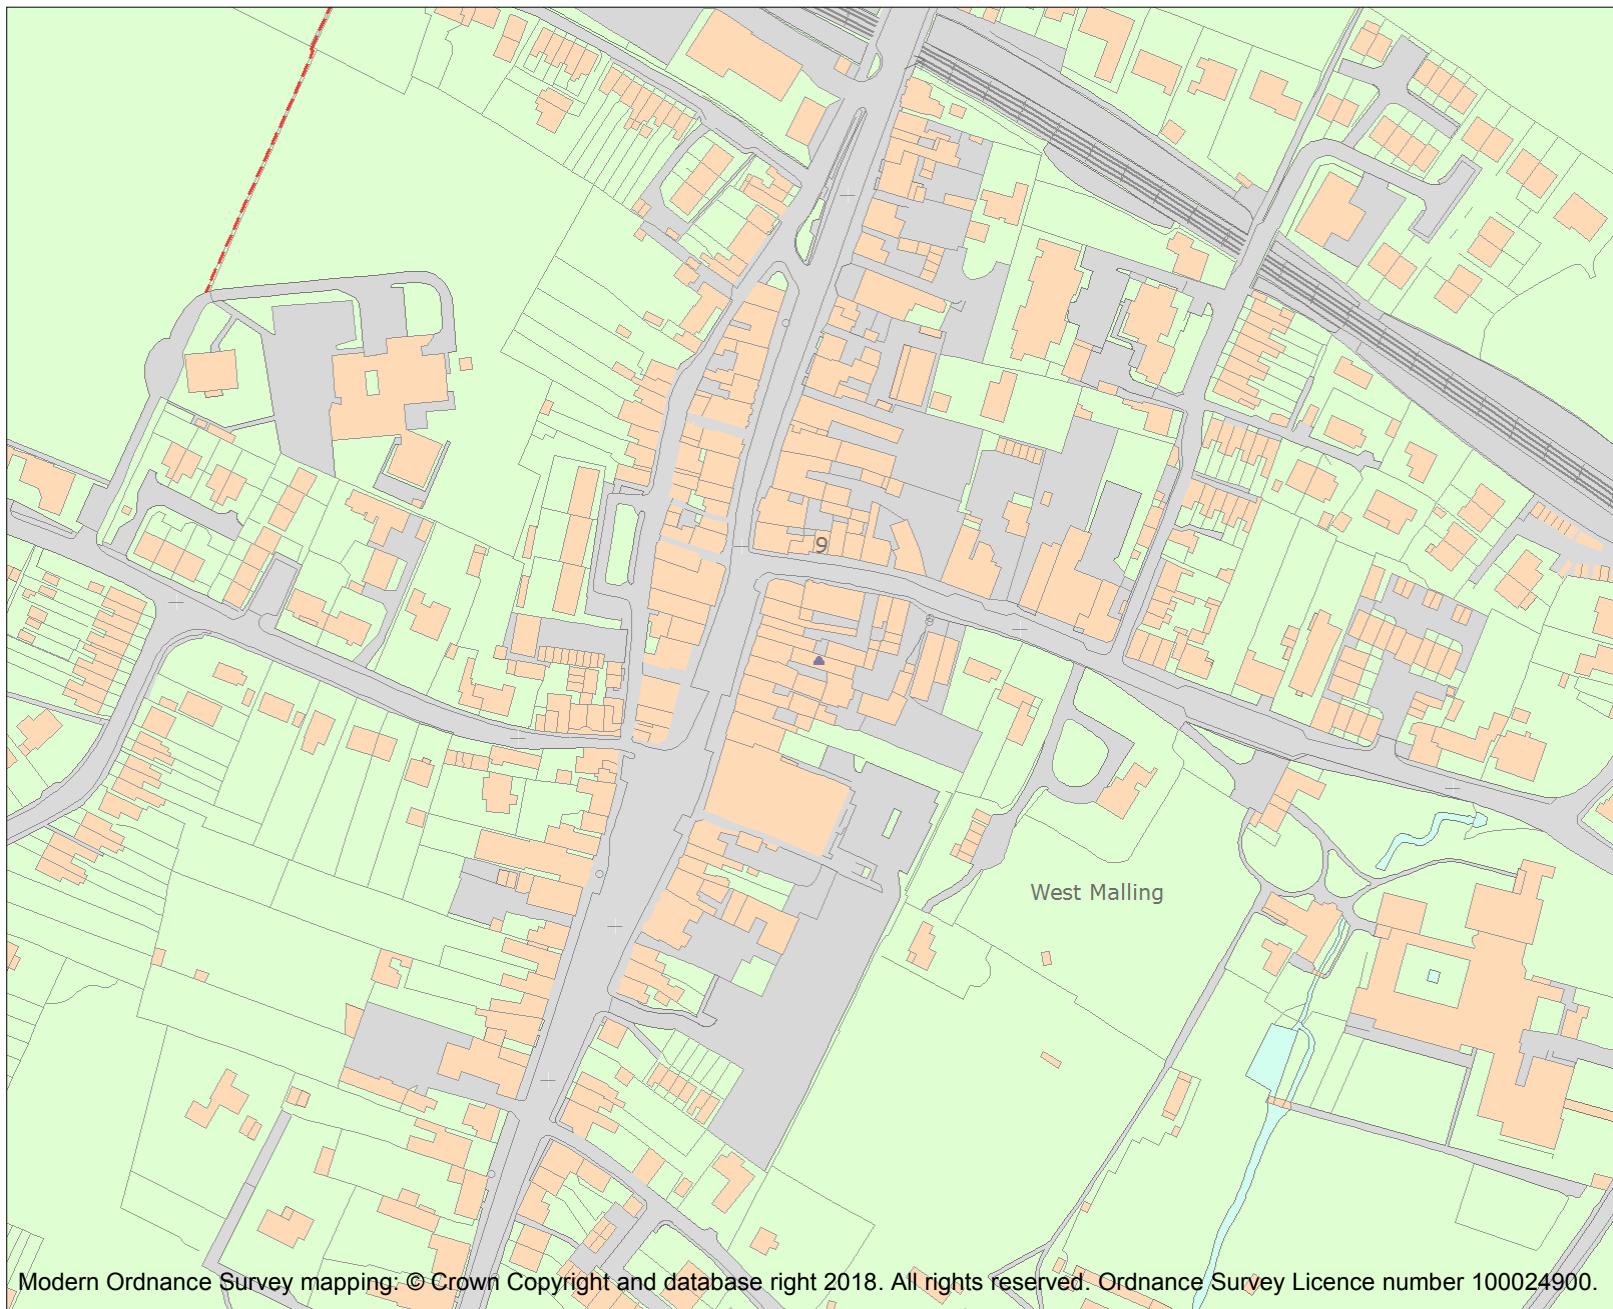 9
West Malling
Modern Ordnance Survey mapping: © Crown Copyright and database right 2018. All rights reserved. Ordnance Survey Licence number 100024900.